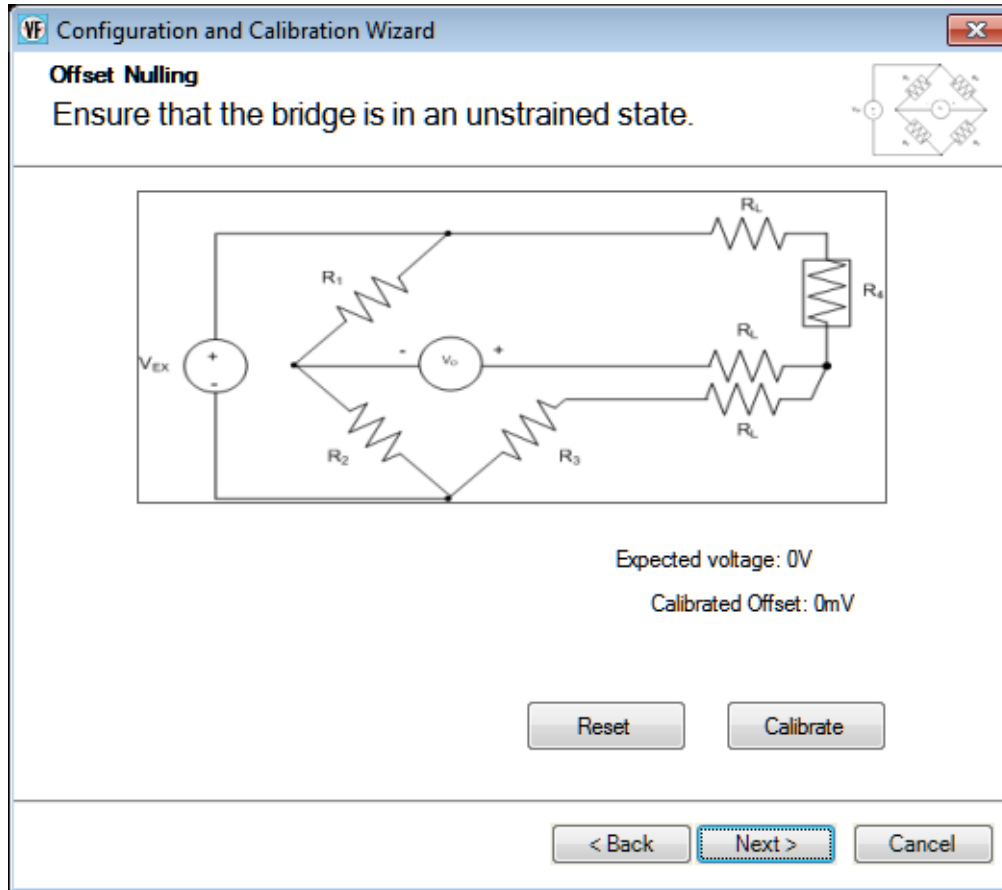 VF Configuration and Calibration Wizard
Offset Nulling
Ensure that the bridge is in an unstrained state.
RL
R1
R4
RL
VEX
+
-
-
Vo
+
R2
R3
RL
Expected voltage: 0V
Calibrated Offset: 0mV
Reset
Calibrate
< Back
Next >
Cancel